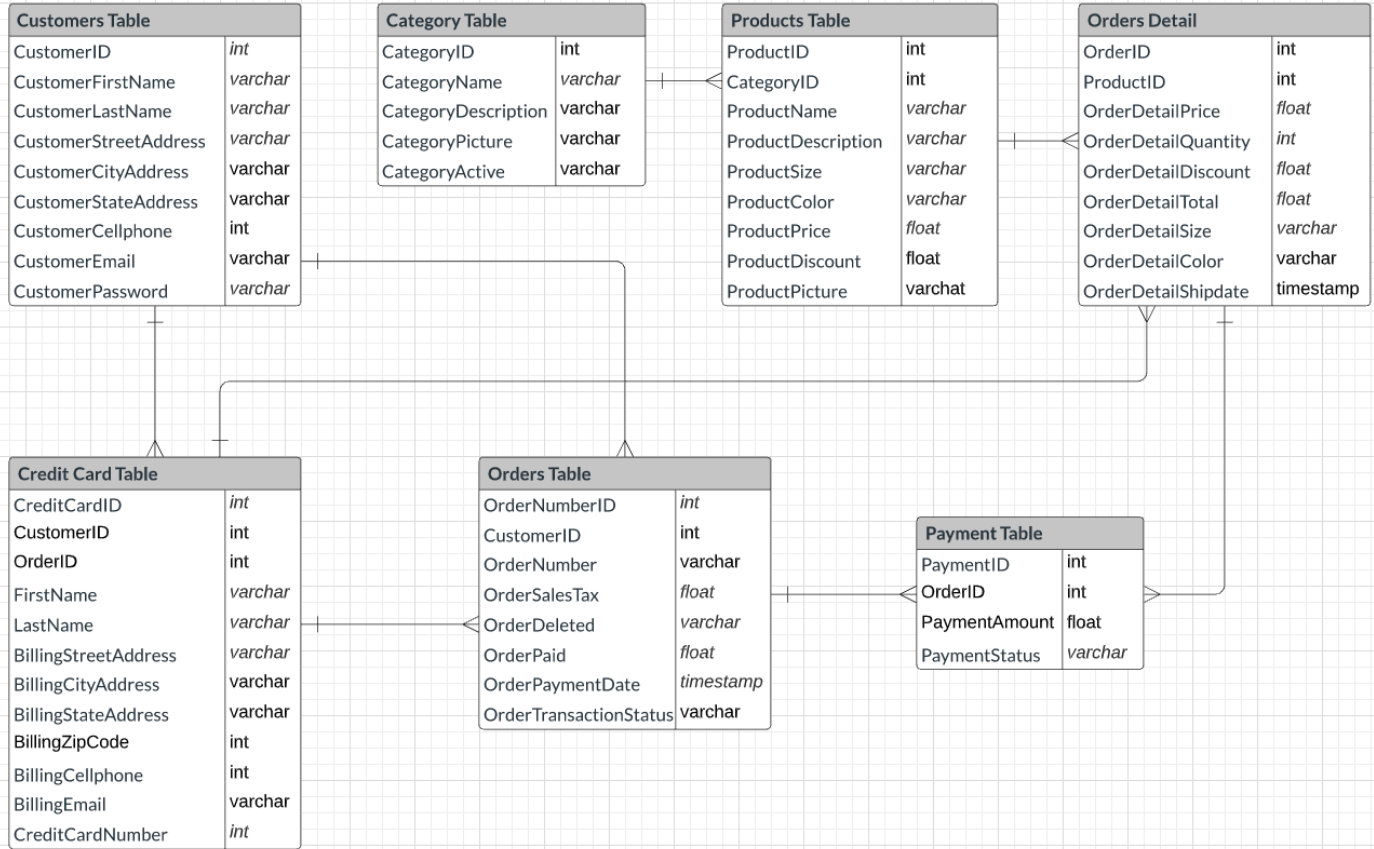 Customers Table
CustomerID int
CustomerFirstName varchar
CustomerLastName varchar
CustomerStreetAddress varchar
CustomerCityAddress varchar
CustomerStateAddress varchar
CustomerCellphone int
CustomerEmail varchar
CustomerPassword varchar
Category Table
CategoryID int
CategoryName varchar
CategoryDescription varchar
CategoryPicture varchar
CategoryActive varchar
Products Table
ProductID int
CategoryID int
ProductName varchar
ProductDescription varchar
ProductSize varchar
ProductColor varchar
ProductPrice float
ProductDiscount float
ProductPicture varchat
Orders Detail
OrderID int
ProductID int
OrderDetailPrice float
OrderDetailQuantity int
OrderDetailDiscount float
OrderDetailTotal float
OrderDetailSize varchar
OrderDetailColor varchar
OrderDetailShipdate timestamp
Credit Card Table
CreditCardID int
CustomerID int
OrderID int
FirstName varchar
LastName varchar
BillingStreetAddress varchar
BillingCityAddress varchar
BillingStateAddress varchar
BillingZipCode int
BillingCellphone int
BillingEmail varchar
CreditCardNumber int
Orders Table
OrderNumberID int
CustomerID int
OrderNumber varchar
OrderSalesTax float
OrderDeleted varchar
OrderPaid float
OrderPaymentDate timestamp
OrderTransactionStatus varchar
Payment Table
PaymentID int
OrderID int
PaymentAmount float
PaymentStatus varchar